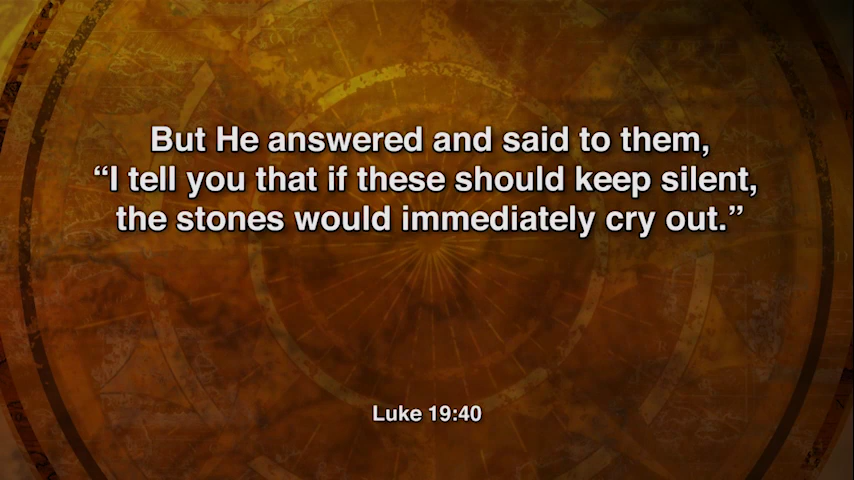 But He answered and said to them,
“I tell you that if these should keep silent,
the stones would immediately cry out.”
Luke 19:40